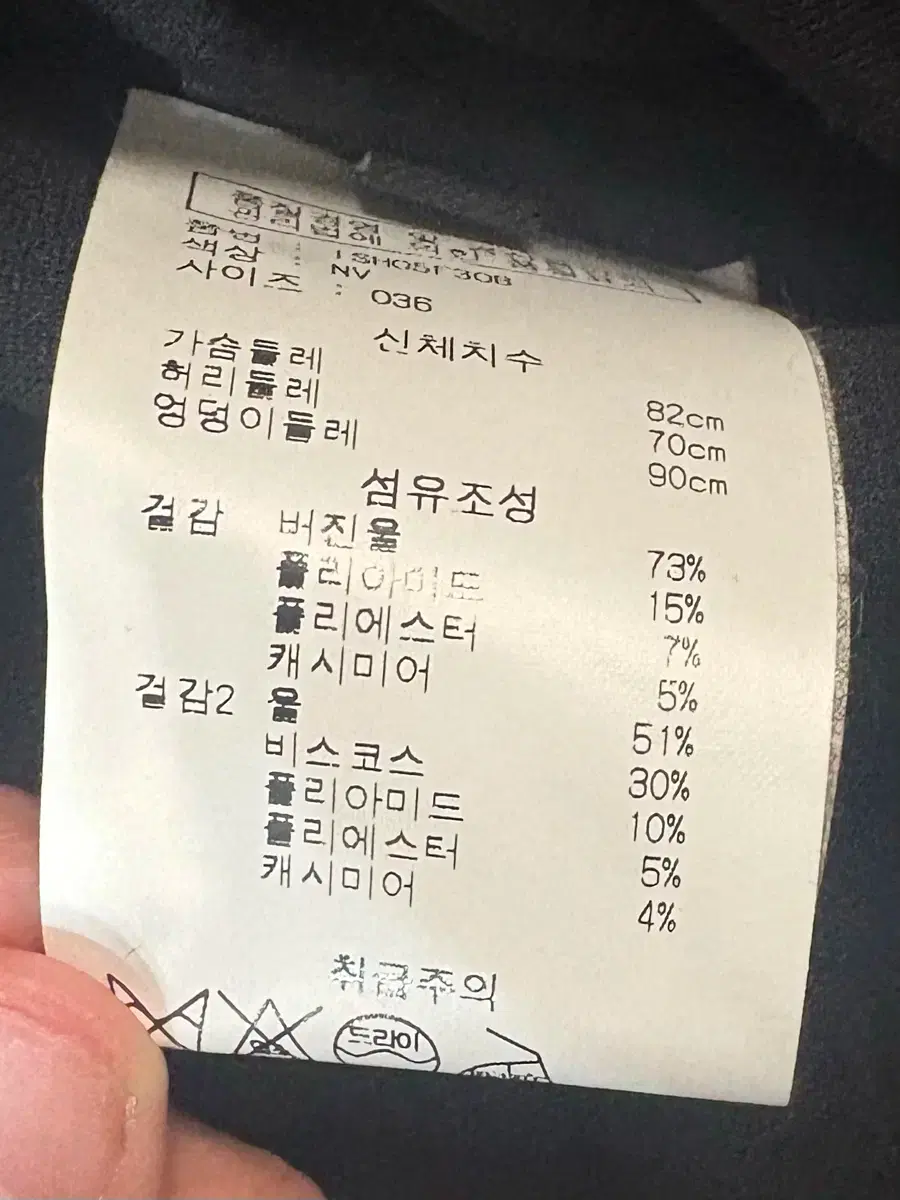 색상 : NV
사이즈 : 036
신체치수
가슴둘레 82cm
허리둘레 70cm
엉덩이둘레 90cm
섬유조성
겉감 버진울 73%
폴리아미드 15%
폴리에스터 7%
캐시미어 5%
겉감2 울 51%
비스코스 30%
폴리아미드 10%
폴리에스터 5%
캐시미어 4%
취급주의
드라이